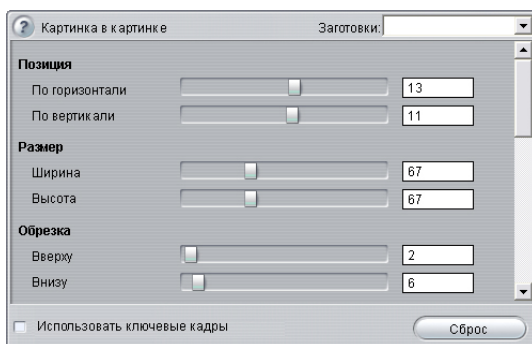 ? Картинка в картинке Заготовки:
Позиция
По горизонтали 13
По вертикали 11
Размер
Ширина 67
Высота 67
Обрезка
Вверху 2
Внизу 6
Использовать ключевые кадры Сброс